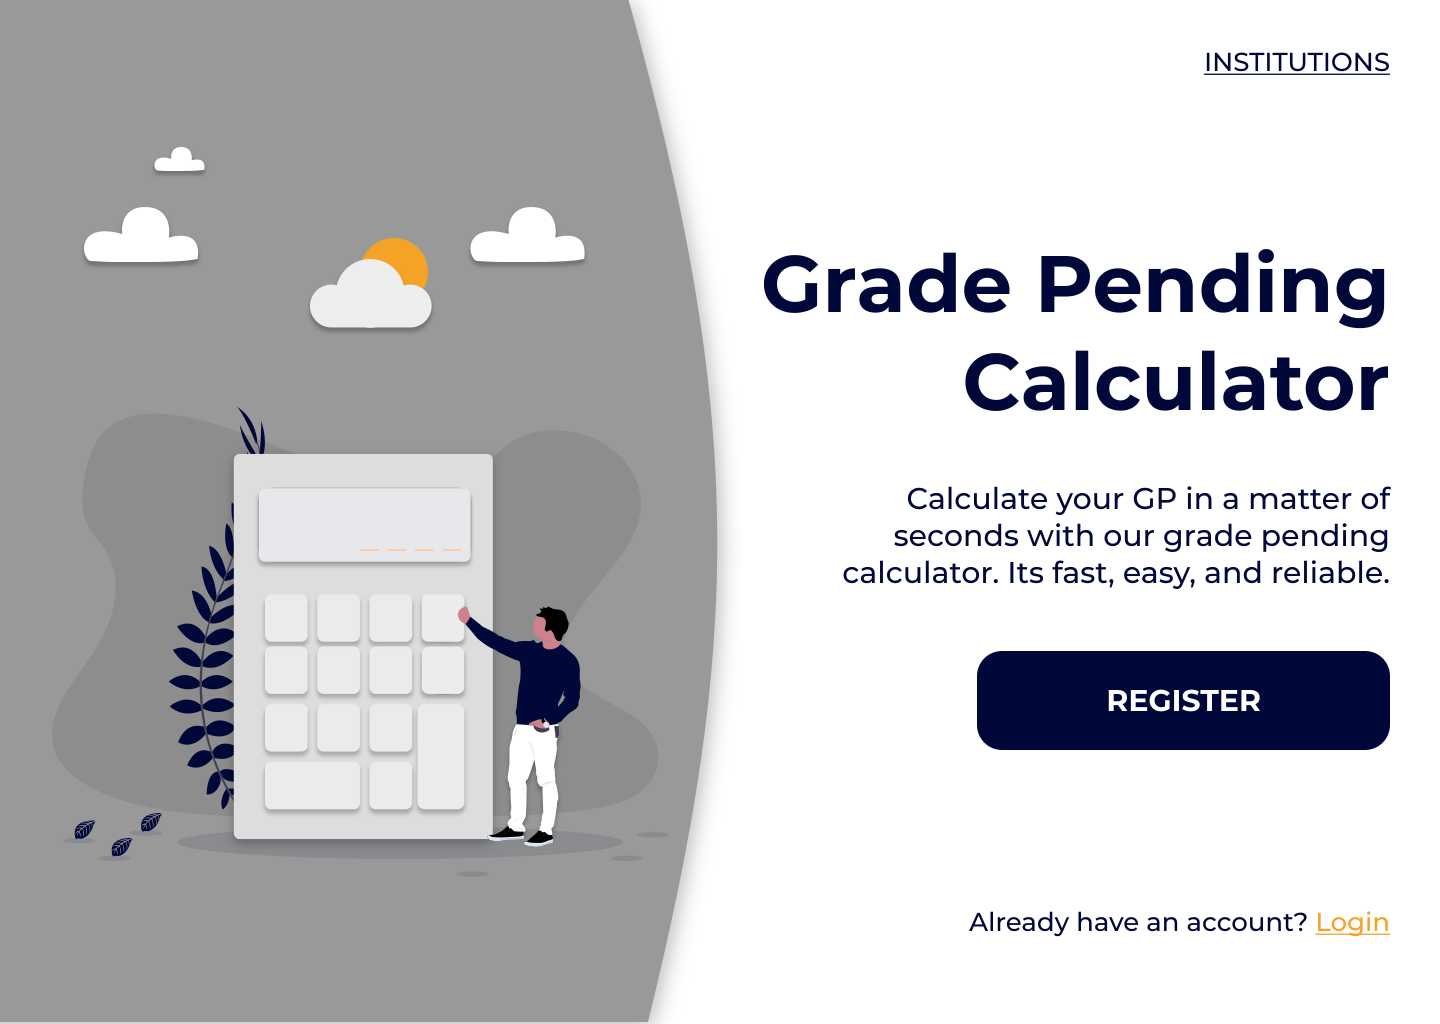 INSTITUTIONS
Grade Pending
Calculator
Calculate your GP in a matter of
seconds with our grade pending
calculator. Its fast, easy, and reliable.
REGISTER
Already have an account? Login